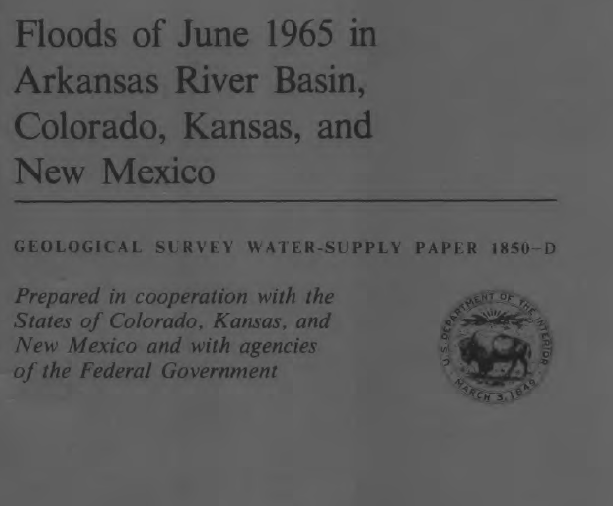 Floods of June 1965 in
Arkansas River Basin,
Colorado, Kansas, and
New Mexico
GEOLOGICAL SURVEY WATER-SUPPLY PAPER 1850-D
Prepared in cooperation with the
States of Colorado, Kansas, and
New Mexico and with agencies
of the Federal Government
U.S. DEPARTMENT OF THE INTERIOR
MARCH 3, 1849